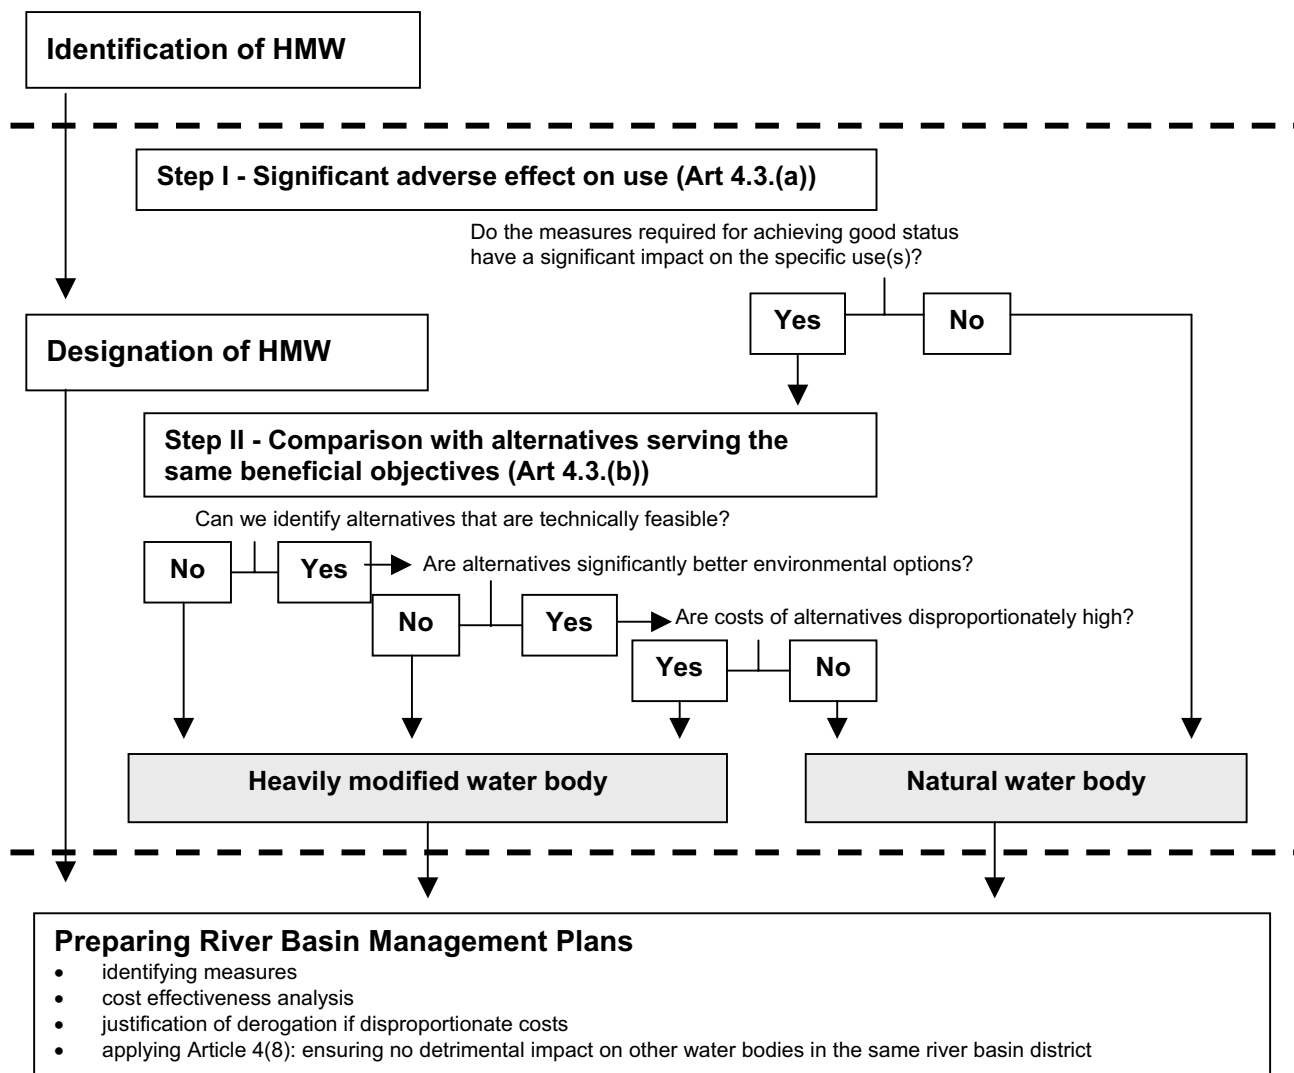 Identification of HMW
Step I - Significant adverse effect on use (Art 4.3.(a))
Do the measures required for achieving good status
have a significant impact on the specific use(s)?
Yes
No
Designation of HMW
Step II - Comparison with alternatives serving the
same beneficial objectives (Art 4.3.(b))
Can we identify alternatives that are technically feasible?
No
Yes
Are alternatives significantly better environmental options?
No
Yes
Are costs of alternatives disproportionately high?
Yes
No
Heavily modified water body
Natural water body
Preparing River Basin Management Plans
• identifying measures
• cost effectiveness analysis
• justification of derogation if disproportionate costs
• applying Article 4(8): ensuring no detrimental impact on other water bodies in the same river basin district